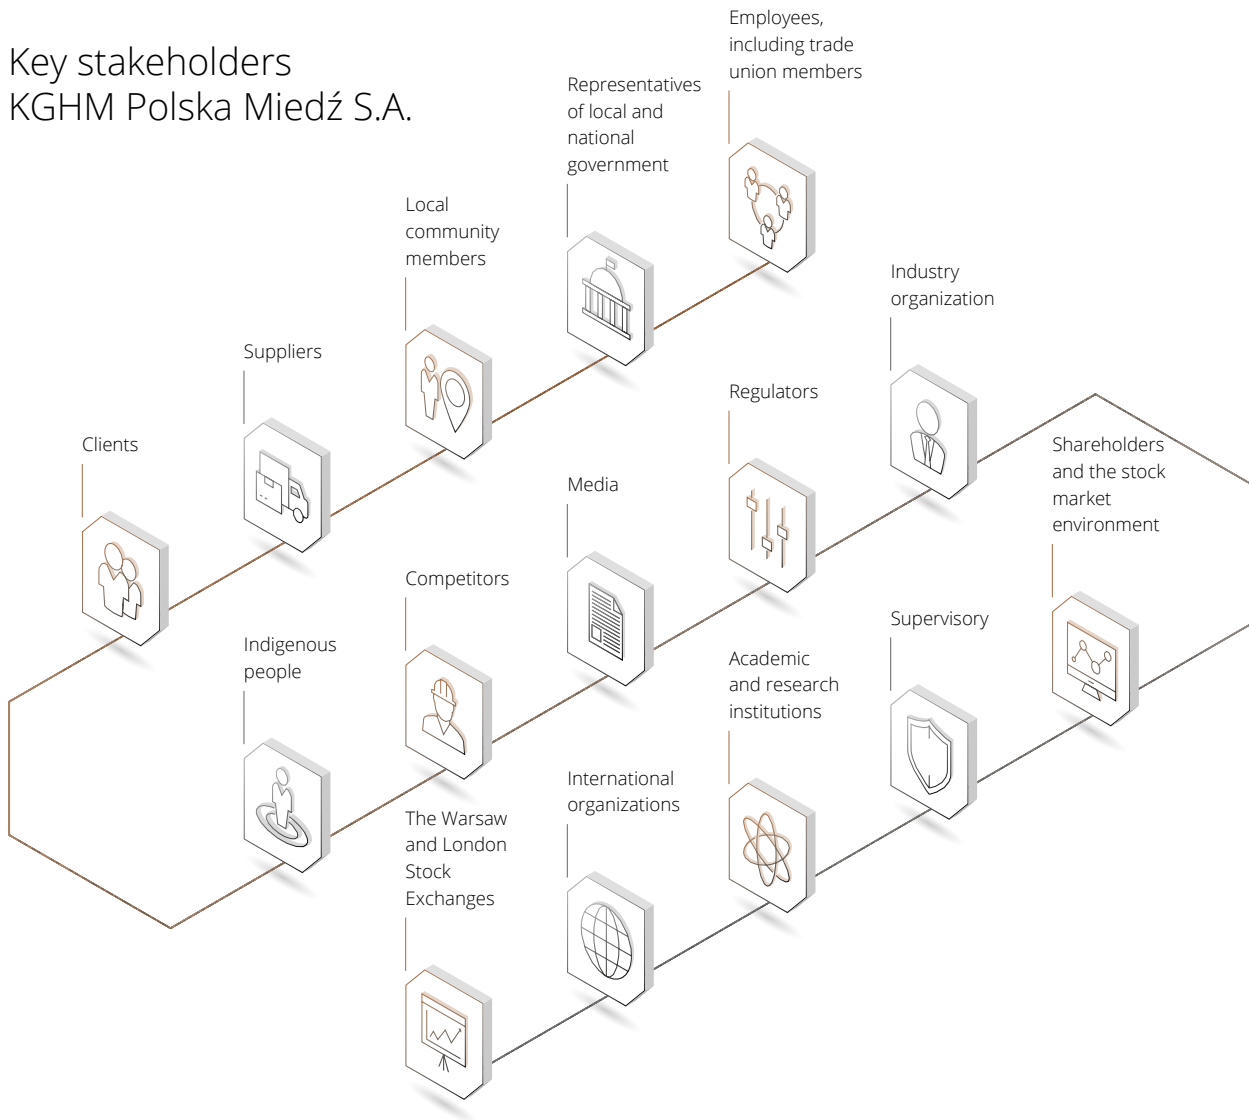 Key stakeholders
KGHM Polska Miedź S.A.
Employees,
including trade
union members
Representatives
of local and
national
government
Local
community
members
Suppliers
Clients
Industry
organization
Regulators
Media
Competitors
Indigenous
people
Shareholders
and the stock
market
environment
Supervisory
Academic
and research
institutions
International
organizations
The Warsaw
and London
Stock
Exchanges